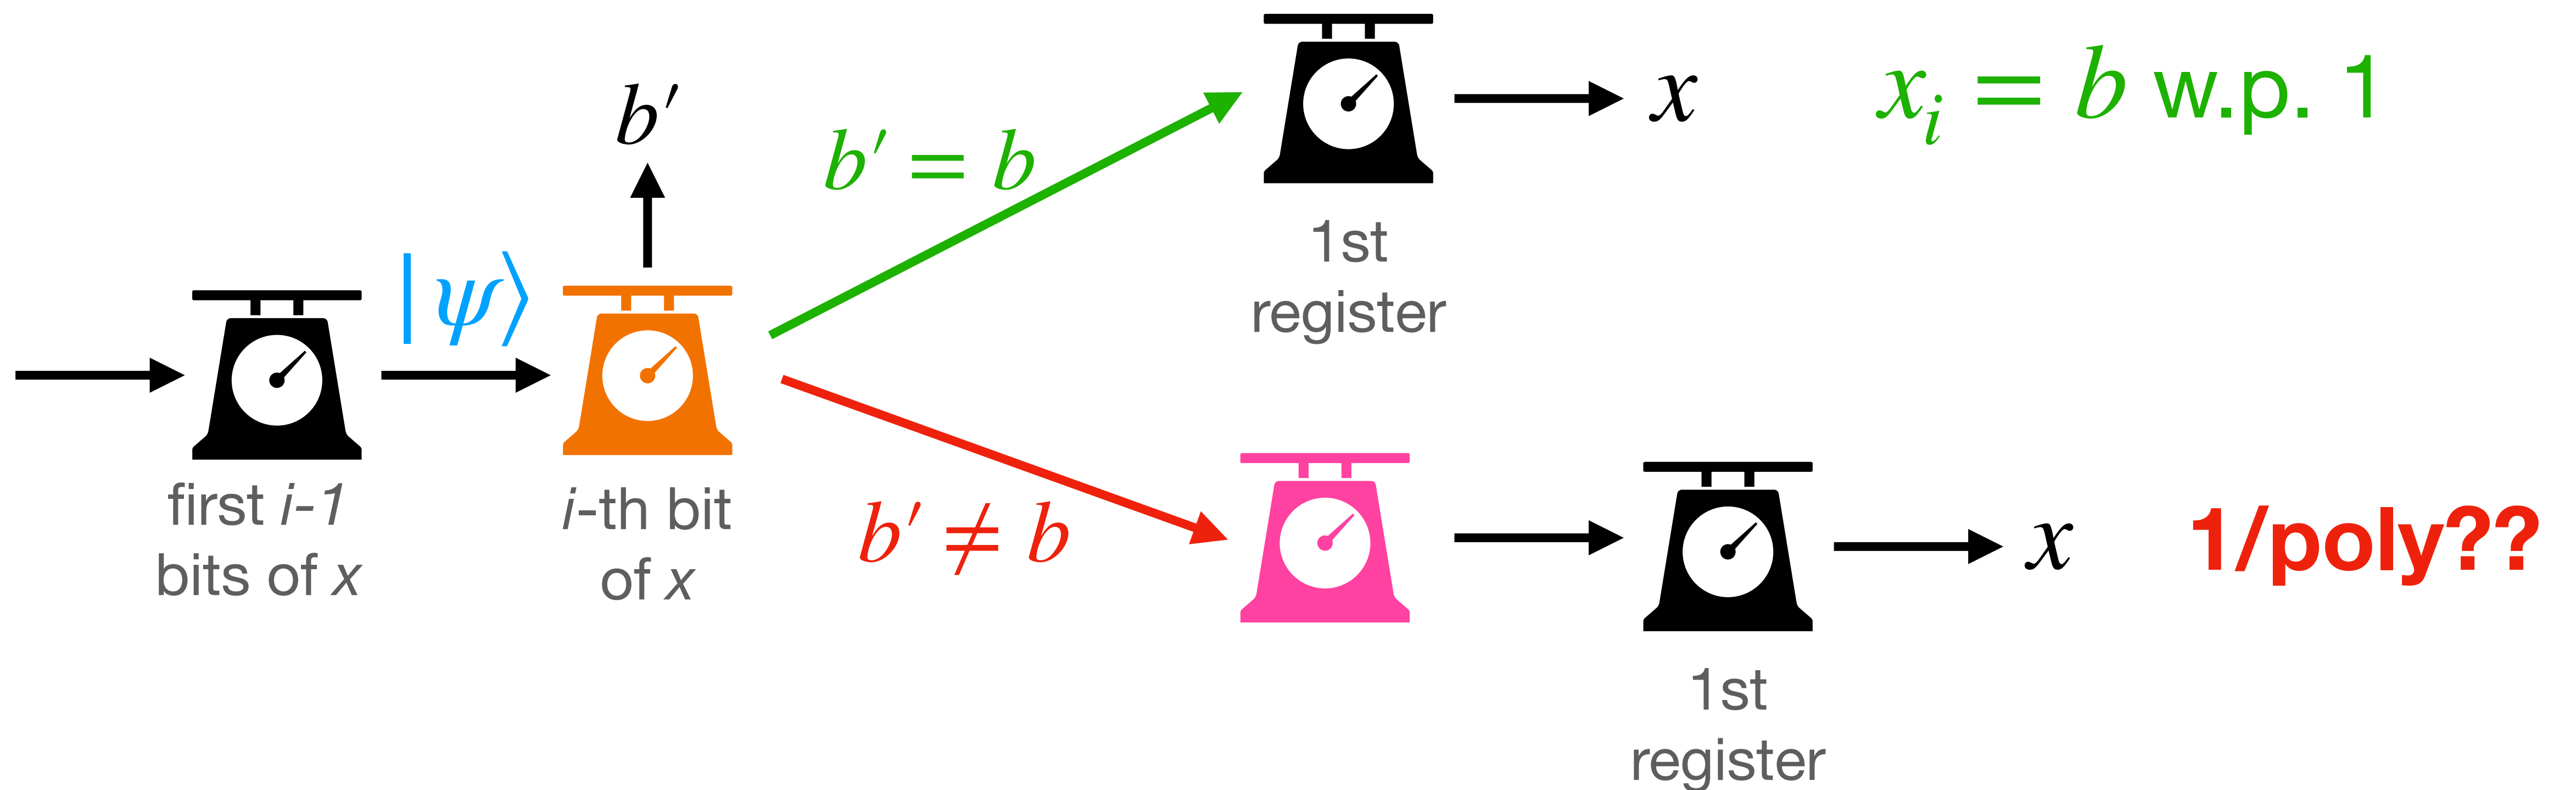 b′
b′ = b
1st
register
x
x_i = b w.p. 1
|ψ⟩
first i-1
bits of x
i-th bit
of x
b′ ≠ b
1st
register
x
1/poly??